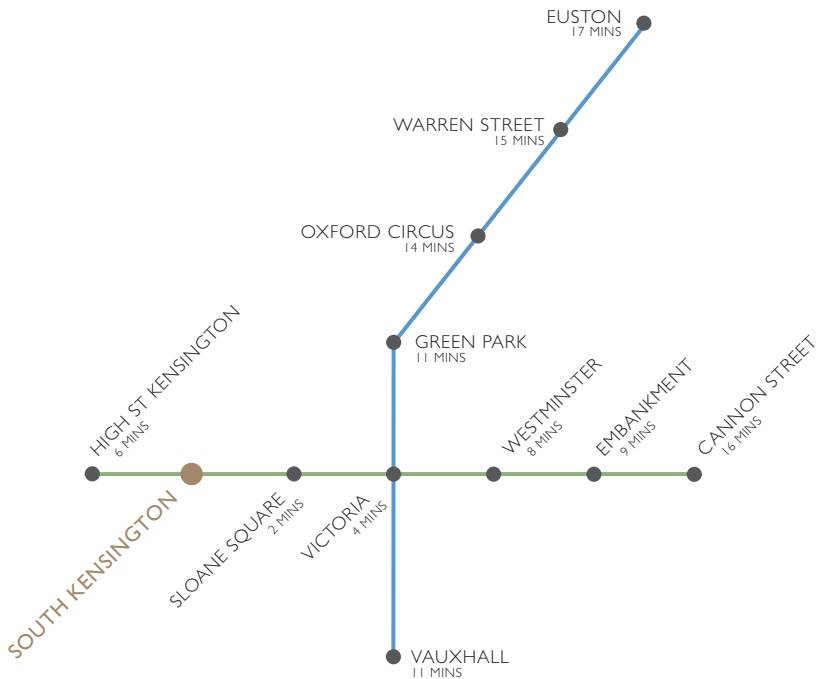 EUSTON
17 MINS
WARREN STREET
15 MINS
OXFORD CIRCUS
14 MINS
GREEN PARK
11 MINS
HIGH ST KENSINGTON
6 MINS
SOUTH KENSINGTON
SLOANE SQUARE
2 MINS
VICTORIA
4 MINS
WESTMINSTER
8 MINS
EMBANKMENT
9 MINS
CANNON STREET
16 MINS
VAUXHALL
11 MINS